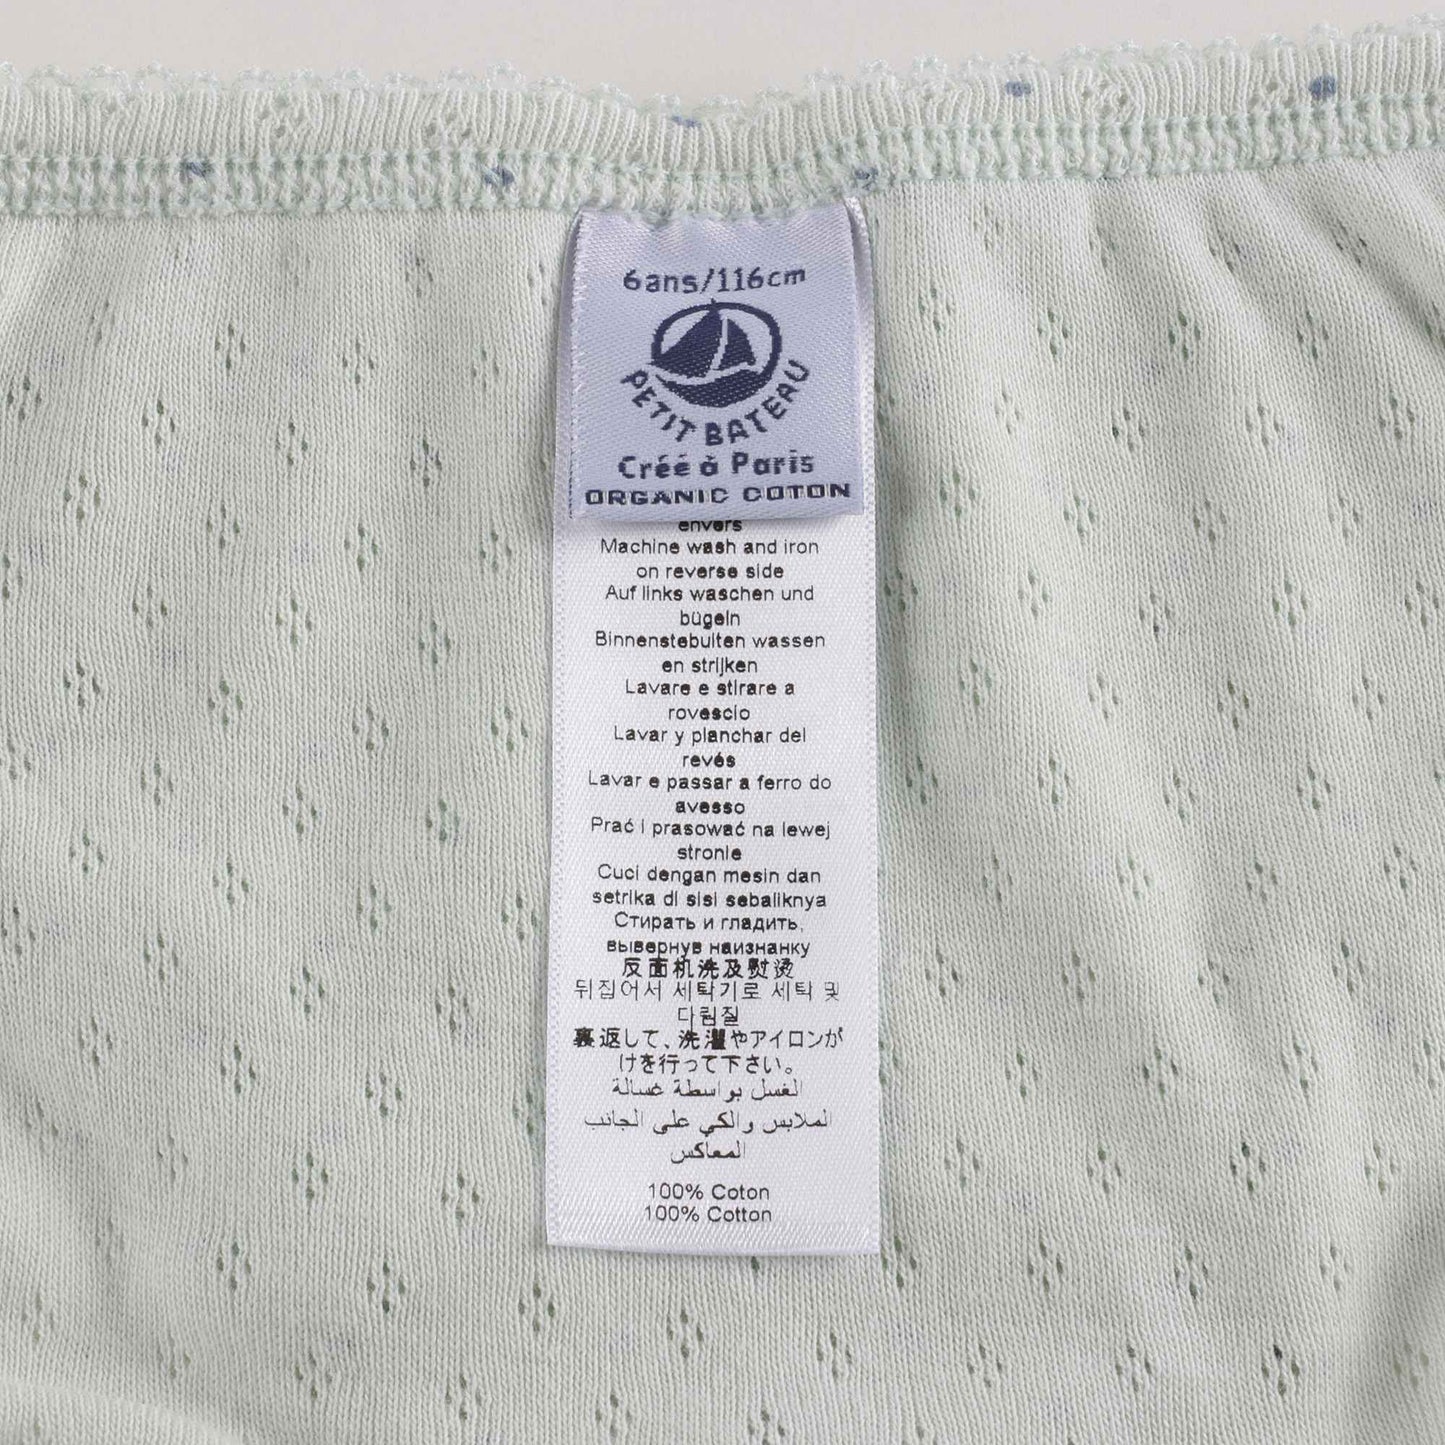 6ans/116cm
PETIT BATEAU
Créé à Paris
ORGANIC COTON
envers
Machine wash and iron
on reverse side
Auf links waschen und
bügeln
Binnenstebuiten wassen
en strijken
Lavare e stirare a
rovescio
Lavar y planchar del
revés
Lavar e passar a ferro do
avesso
Prać i prasować na lewej
stronie
Cuci dengan mesin dan
setrika di sisi sebaliknya
Стирать и гладить,
вывернув наизнанку
反面机洗及熨烫
뒤집어서 세탁기로 세탁 및
다림질
裏返して、洗濯やアイロンが
けを行って下さい。
الغسل بواسطة غسالة
الملابس والكي على الجانب
المعاكس
100% Coton
100% Cotton